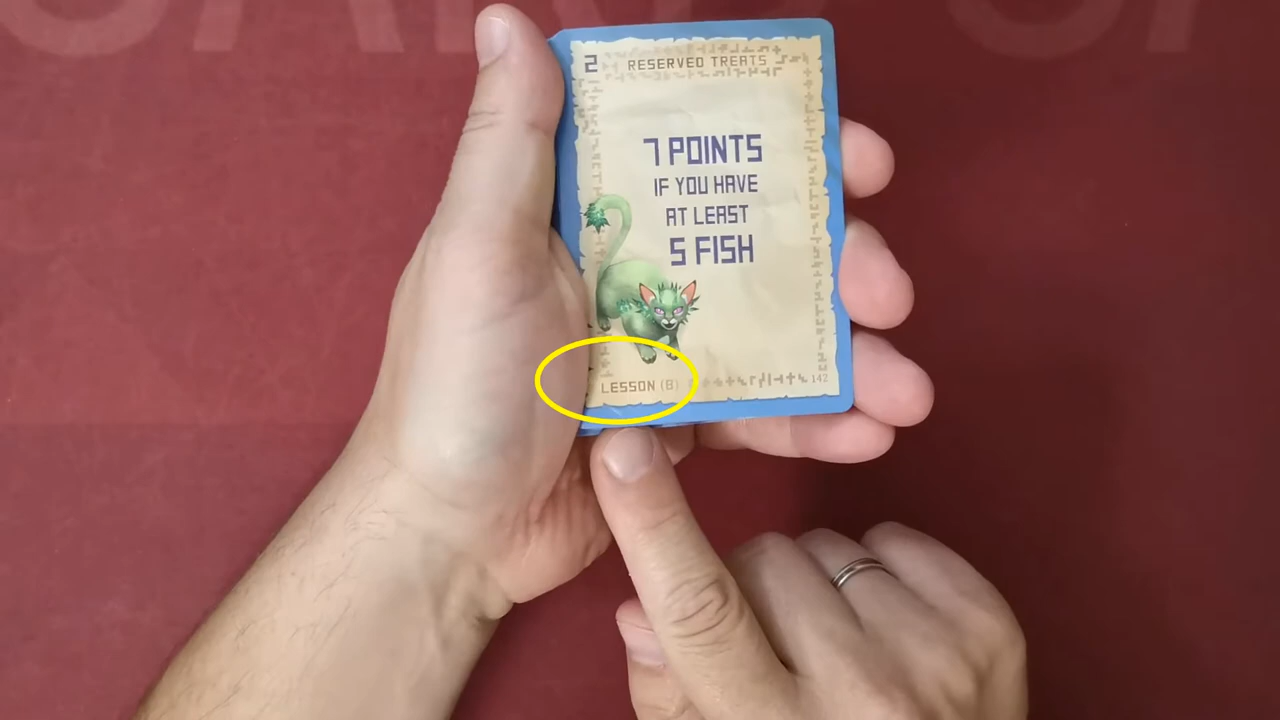 2 RESERVED TREATS
7 POINTS
IF YOU HAVE
AT LEAST
5 FISH
LESSON (B) 142